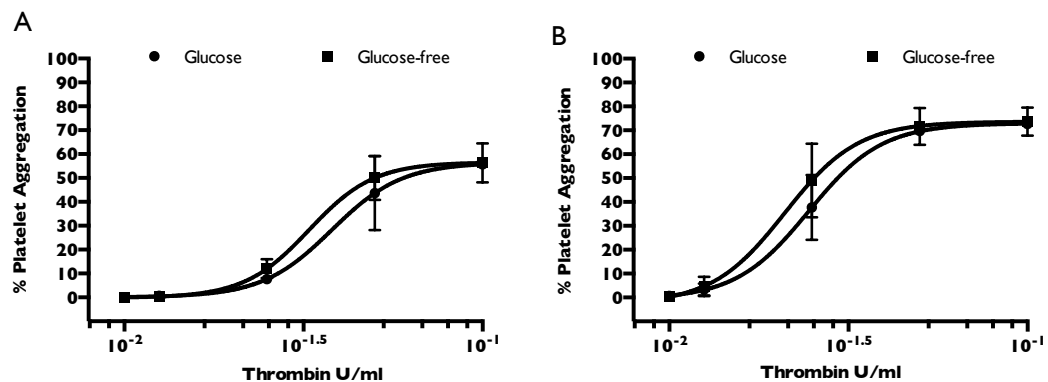 A
Glucose
Glucose-free
100
90
80
70
60
50
40
30
20
10
0
% Platelet Aggregation
10-2
10-1.5
10-1
Thrombin U/ml
B
Glucose
Glucose-free
100
90
80
70
60
50
40
30
20
10
0
% Platelet Aggregation
10-2
10-1.5
10-1
Thrombin U/ml